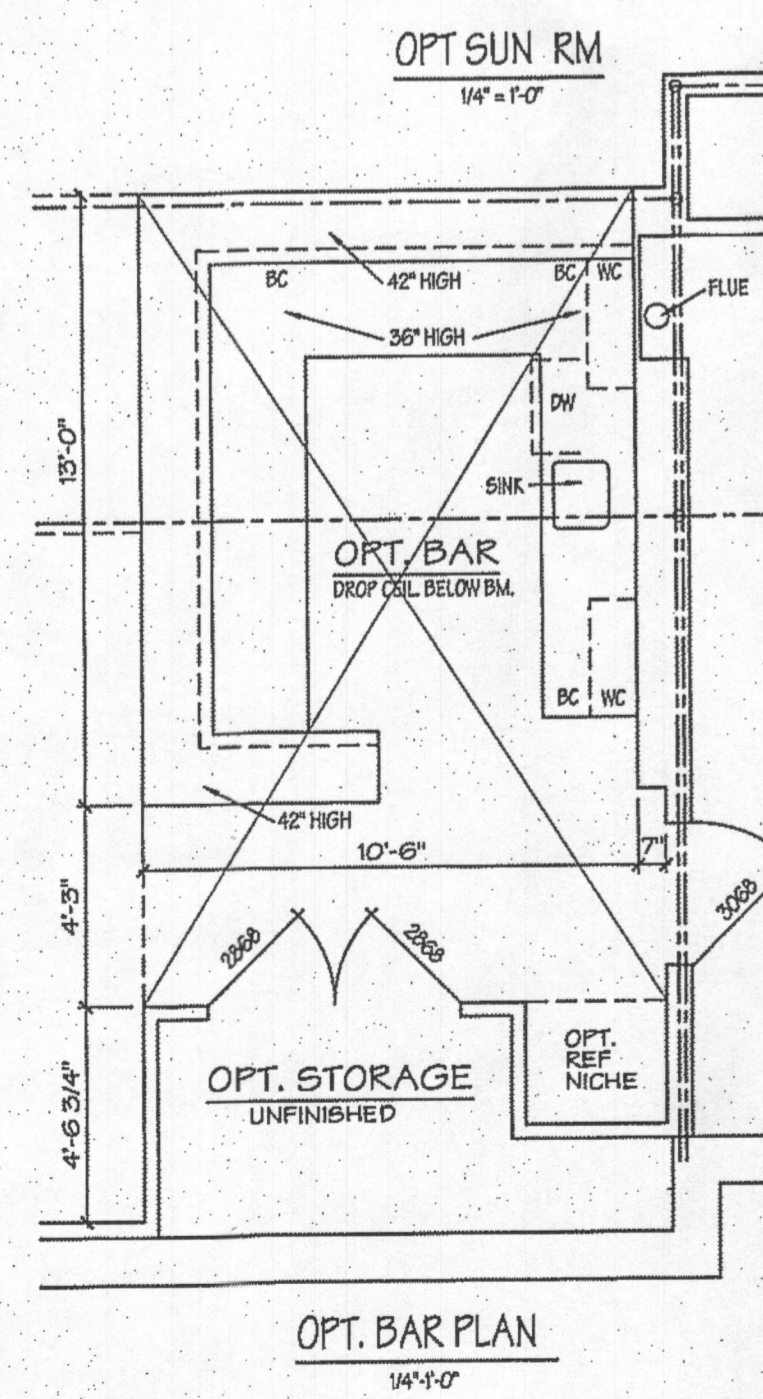 OPT SUN RM
1/4" = 1'-0"
BC
42" HIGH
BC
WC
FLUE
36" HIGH
DW
13'-0"
SINK
OPT. BAR
DROP CEIL. BELOW BM.
BC
WC
42" HIGH
10'-6"
7"
4'-3"
2868
2868
3068
OPT.
REF
NICHE
OPT. STORAGE
UNFINISHED
4'-6 3/4"
OPT. BAR PLAN
1/4"-1'-0"